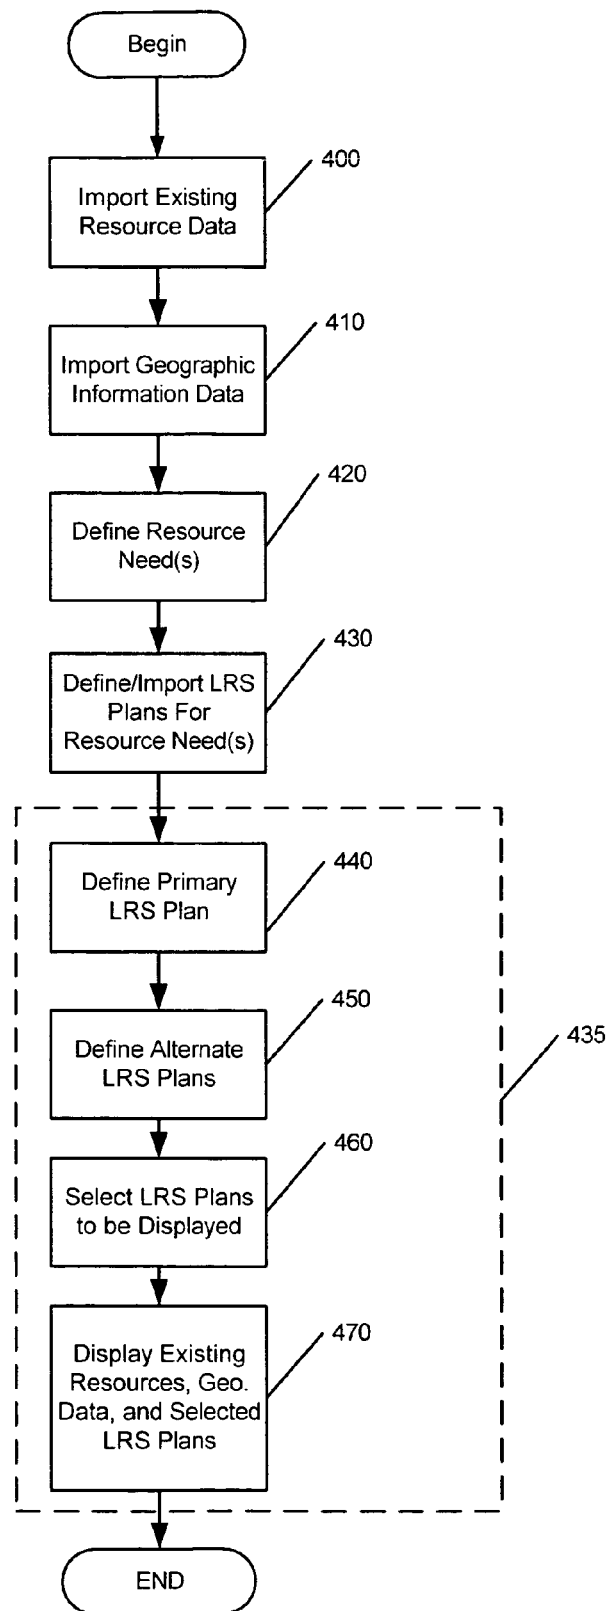 Begin
400
Import Existing
Resource Data
410
Import Geographic
Information Data
420
Define Resource
Need(s)
430
Define/Import LRS
Plans For
Resource Need(s)
440
Define Primary
LRS Plan
450
Define Alternate
LRS Plans
435
460
Select LRS Plans
to be Displayed
470
Display Existing
Resources, Geo.
Data, and Selected
LRS Plans
END